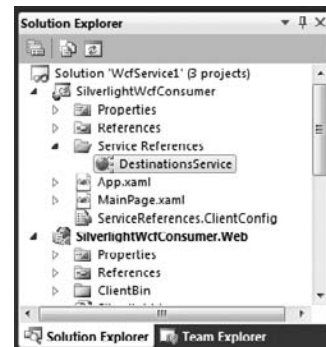 Solution Explorer
Solution 'WcfService1' (3 projects)
SilverlightWcfConsumer
Properties
References
Service References
DestinationsService
App.xaml
MainPage.xaml
ServiceReferences.ClientConfig
SilverlightWcfConsumer.Web
Properties
References
ClientBin
Solution Explorer Team Explorer